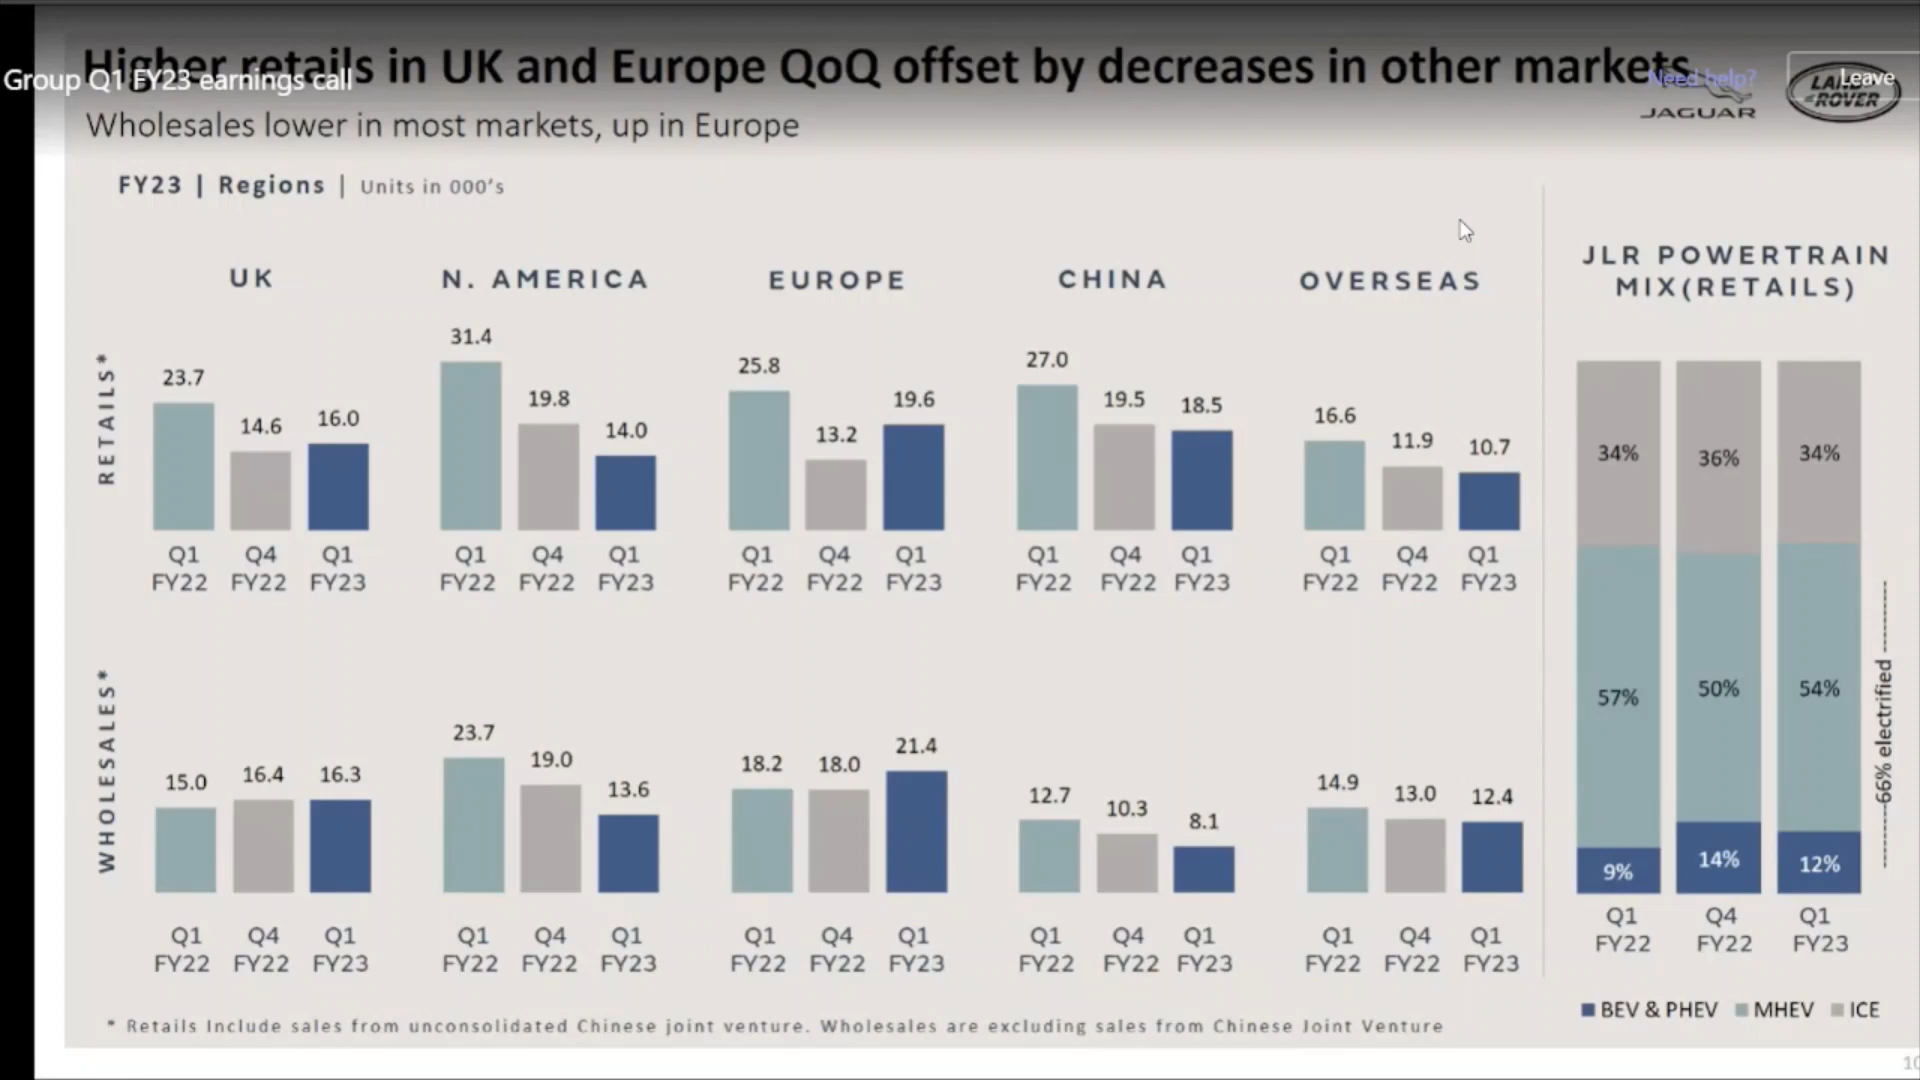 Higher retails in UK and Europe QoQ offset by decreases in other markets
Group Q1 FY23 earnings call
Need help?
Leave
JAGUAR
LAND ROVER
Wholesales lower in most markets, up in Europe
FY23 | Regions | Units in 000's
UK
N. AMERICA
EUROPE
CHINA
OVERSEAS
JLR POWERTRAIN
MIX(RETAILS)
RETAILS*
23.7 14.6 16.0
31.4 19.8 14.0
25.8 13.2 19.6
27.0 19.5 18.5
16.6 11.9 10.7
Q1 Q4 Q1 Q1 Q4 Q1 Q1 Q4 Q1 Q1 Q4 Q1 Q1 Q4 Q1
FY22 FY22 FY23 FY22 FY22 FY23 FY22 FY22 FY23 FY22 FY22 FY23 FY22 FY22 FY23
WHOLESALES*
15.0 16.4 16.3
23.7 19.0 13.6
18.2 18.0 21.4
12.7 10.3 8.1
14.9 13.0 12.4
Q1 Q4 Q1 Q1 Q4 Q1 Q1 Q4 Q1 Q1 Q4 Q1 Q1 Q4 Q1
FY22 FY22 FY23 FY22 FY22 FY23 FY22 FY22 FY23 FY22 FY22 FY23 FY22 FY22 FY23
34% 36% 34%
57% 50% 54%
9% 14% 12%
66% electrified
Q1 Q4 Q1
FY22 FY22 FY23
BEV & PHEV MHEV ICE
* Retails Include sales from unconsolidated Chinese joint venture. Wholesales are excluding sales from Chinese Joint Venture